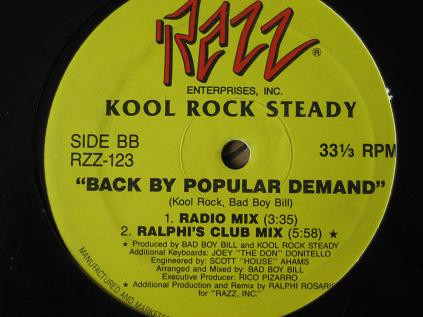 RAZZ ®
ENTERPRISES, INC.
KOOL ROCK STEADY
SIDE BB
RZZ-123
33⅓ RPM
"BACK BY POPULAR DEMAND"
(Kool Rock, Bad Boy Bill)
1. RADIO MIX (3:35)
2. RALPHI'S CLUB MIX (5:58) ★
★ Produced by BAD BOY BILL and KOOL ROCK STEADY
Additional Keyboards: JOEY "THE DON" DONITELLO
Engineered by: SCOTT "HOUSE" AHAMS
Arranged and Mixed by: BAD BOY BILL
Executive Producer: RICO PIZARRO
★ Additional Production and Remix by RALPHI ROSARIO
for "RAZZ, INC."
MANUFACTURED AND MARKETED